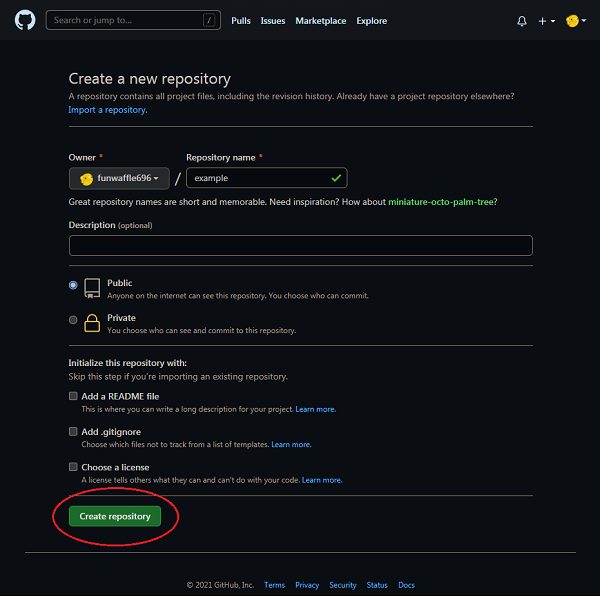 Search or jump to... / Pulls Issues Marketplace Explore
Create a new repository
A repository contains all project files, including the revision history. Already have a project repository elsewhere?
Import a repository.
Owner * Repository name *
funwaffle696 / example
Great repository names are short and memorable. Need inspiration? How about miniature-octo-palm-tree?
Description (optional)
Public
Anyone on the internet can see this repository. You choose who can commit.
Private
You choose who can see and commit to this repository.
Initialize this repository with:
Skip this step if you're importing an existing repository.
Add a README file
This is where you can write a long description for your project. Learn more.
Add .gitignore
Choose which files not to track from a list of templates. Learn more.
Choose a license
A license tells others what they can and can't do with your code. Learn more.
Create repository
© 2021 GitHub, Inc. Terms Privacy Security Status Docs